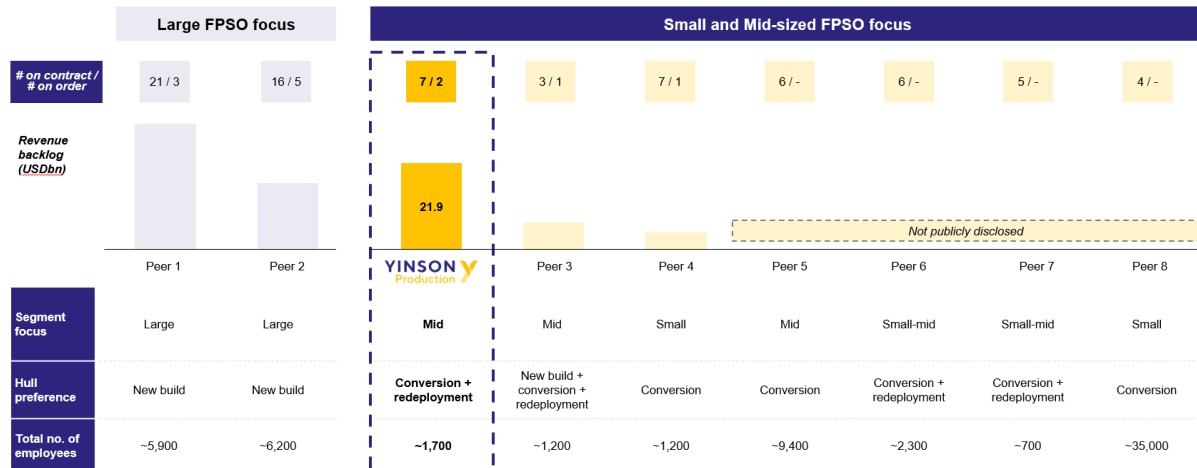 Large FPSO focus
Small and Mid-sized FPSO focus
# on contract /
# on order
21 / 3
16 / 5
7 / 2
3 / 1
7 / 1
6 / -
6 / -
5 / -
4 / -
Revenue
backlog
(USDbn)
21.9
Not publicly disclosed
Peer 1
Peer 2
YINSON
Production
Peer 3
Peer 4
Peer 5
Peer 6
Peer 7
Peer 8
Segment
focus
Large
Large
Mid
Mid
Small
Mid
Small-mid
Small-mid
Small
Hull
preference
New build
New build
Conversion +
redeployment
New build +
conversion +
redeployment
Conversion
Conversion
Conversion +
redeployment
Conversion +
redeployment
Conversion
Total no. of
employees
~5,900
~6,200
~1,700
~1,200
~1,200
~9,400
~2,300
~700
~35,000